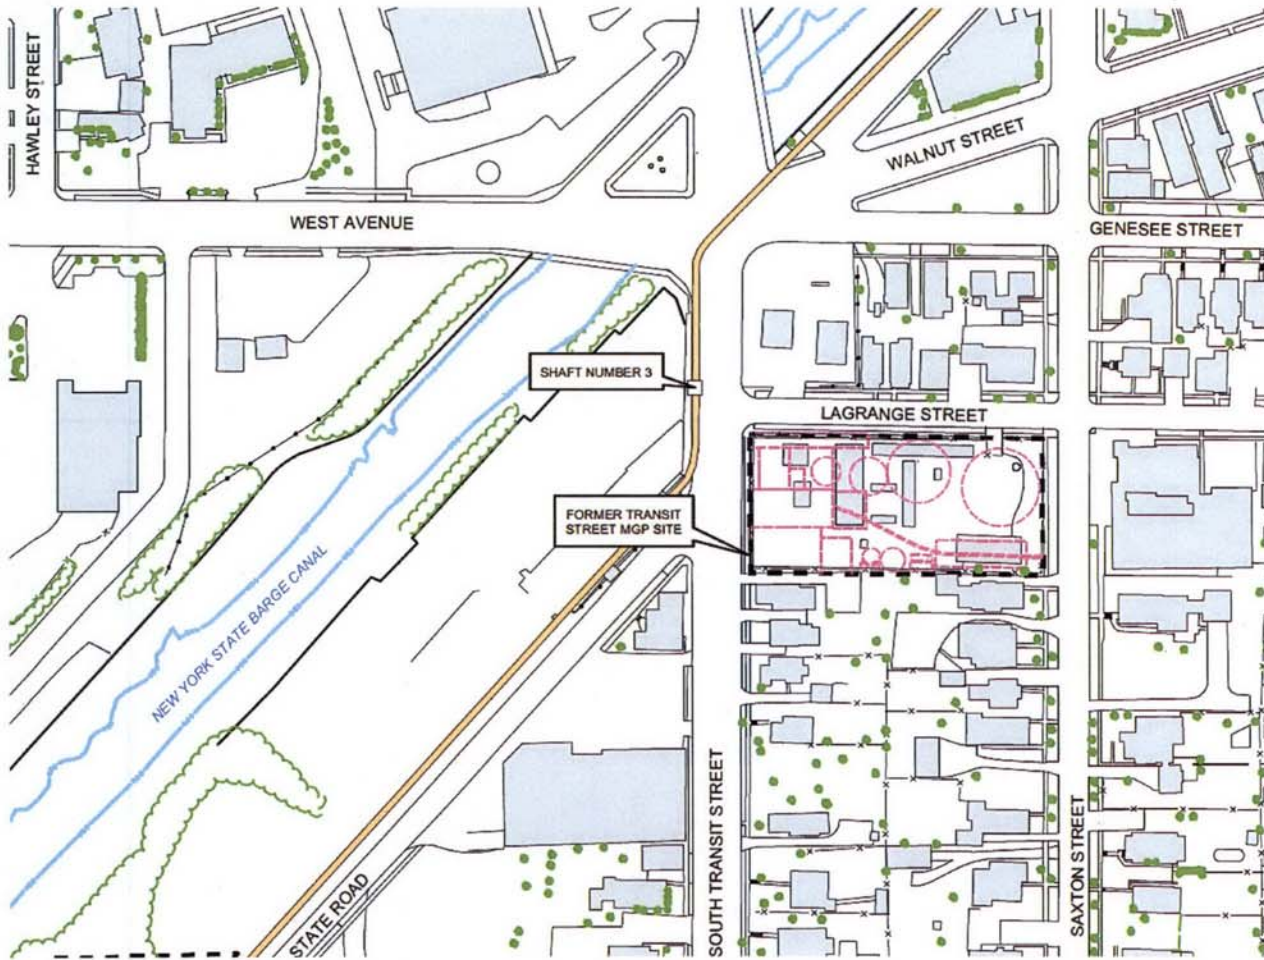 HAWLEY STREET
WALNUT STREET
WEST AVENUE
GENESEE STREET
SHAFT NUMBER 3
LAGRANGE STREET
FORMER TRANSIT
STREET MGP SITE
NEW YORK STATE BARGE CANAL
SOUTH TRANSIT STREET
SAXTON STREET
STATE ROAD